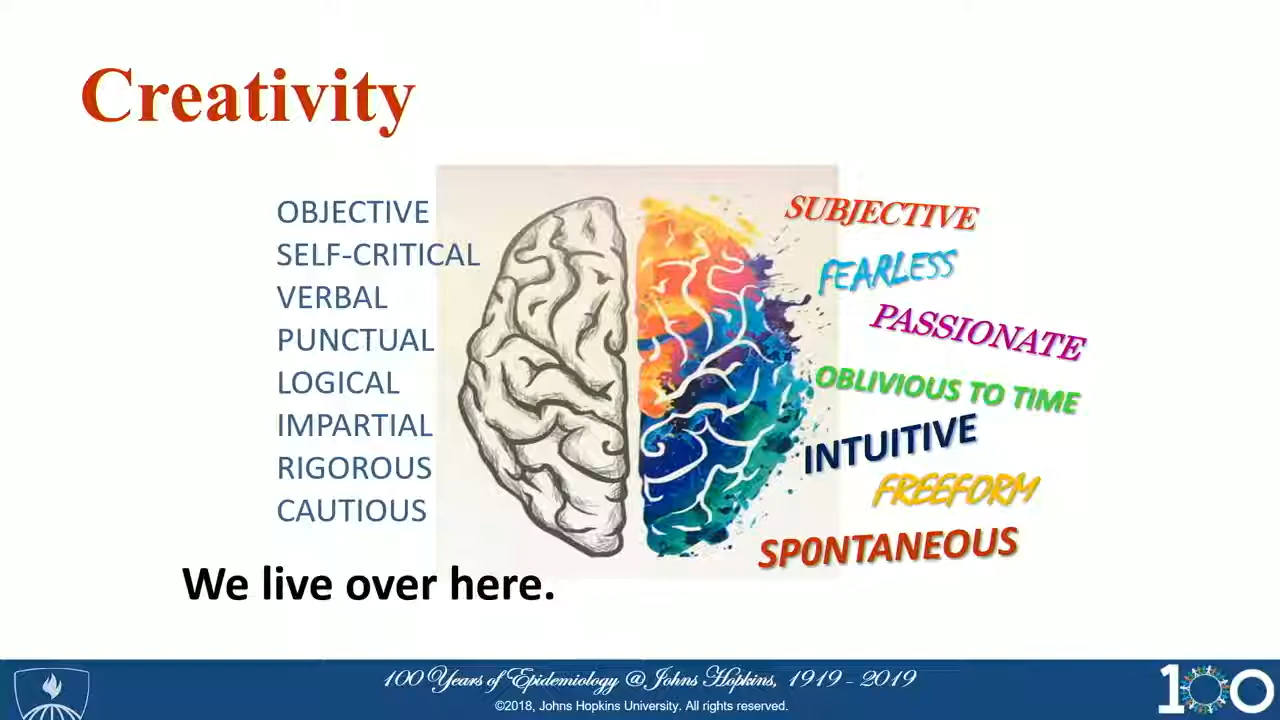 Creativity
OBJECTIVE
SELF-CRITICAL
VERBAL
PUNCTUAL
LOGICAL
IMPARTIAL
RIGOROUS
CAUTIOUS
We live over here.
SUBJECTIVE
FEARLESS
PASSIONATE
OBLIVIOUS TO TIME
INTUITIVE
FREEFORM
SP0NTANEOUS
100 Years of Epidemiology @ Johns Hopkins, 1919 - 2019
©2018, Johns Hopkins University. All rights reserved.
100